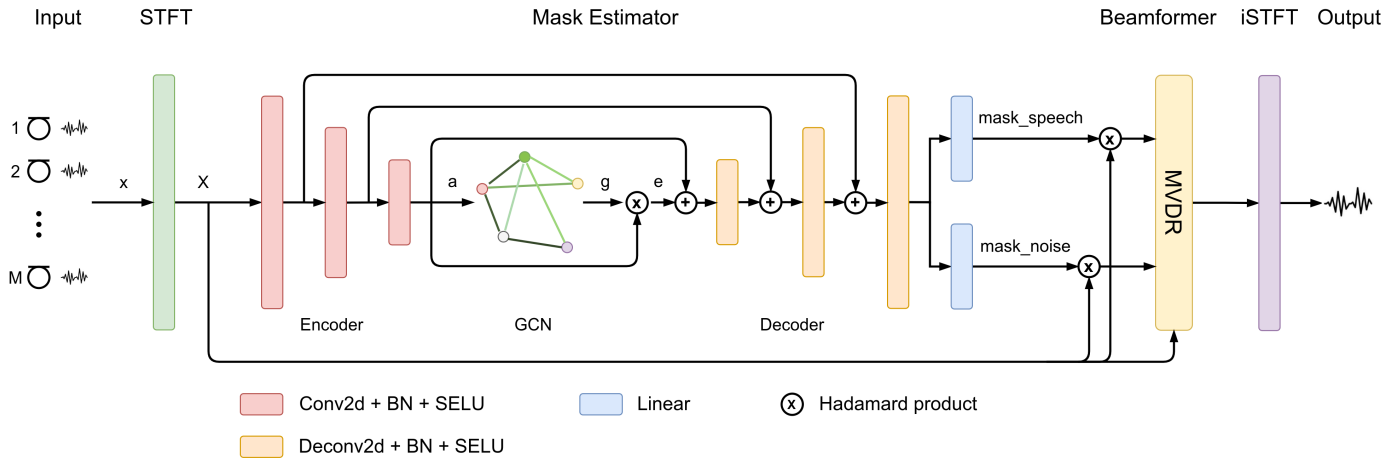 Input STFT Mask Estimator Beamformer iSTFT Output
1
2
M
x X a g e
x
+ + +
mask_speech
x
mask_noise
x
MVDR
Encoder GCN Decoder
Conv2d + BN + SELU Linear x Hadamard product
Deconv2d + BN + SELU